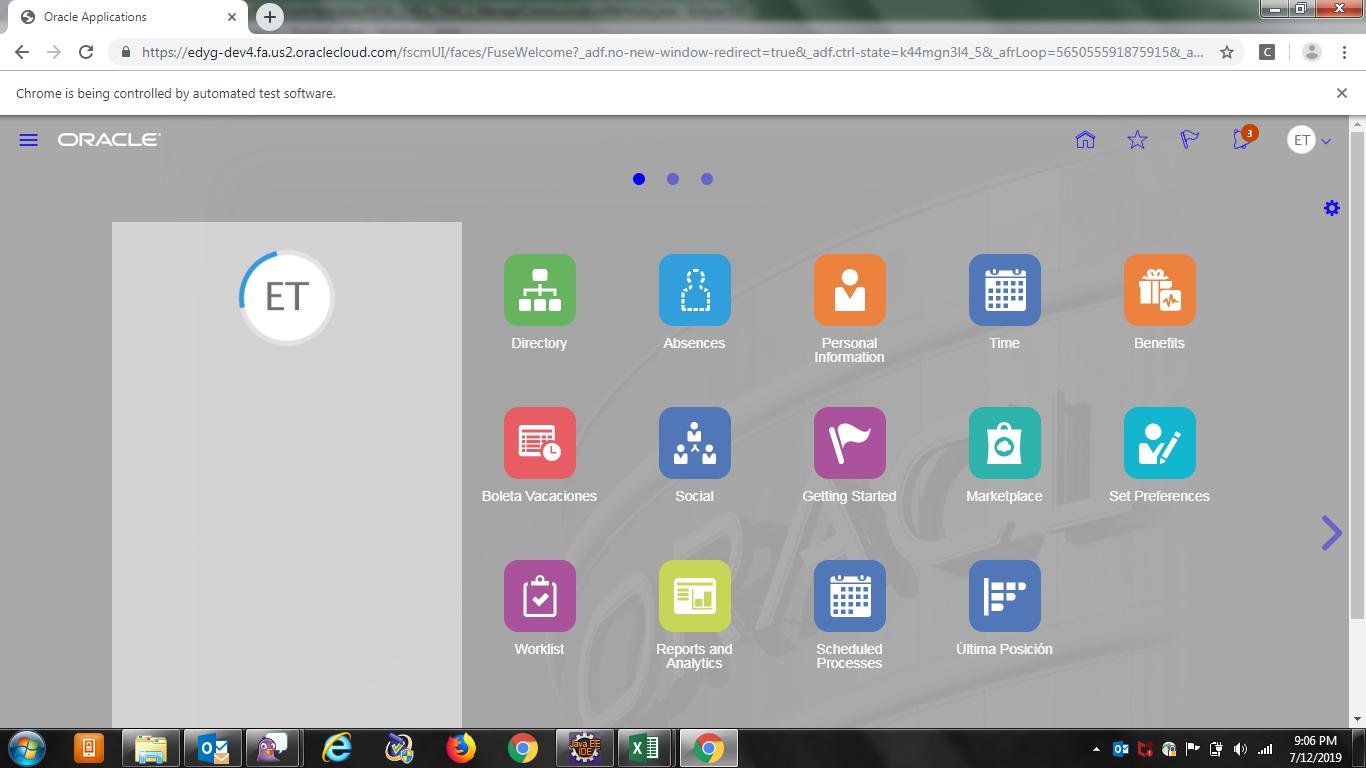 Oracle Applications
https://edyg-dev4.fa.us2.oraclecloud.com/fscmUI/faces/FuseWelcome?_adf.no-new-window-redirect=true&_adf.ctrl-state=k44mgn3l4_5&_afrLoop=565055591875915&_a...
C
Chrome is being controlled by automated test software.
ORACLE
3
ET
ET
Directory
Absences
Personal
Information
Time
Benefits
Boleta Vacaciones
Social
Getting Started
Marketplace
Set Preferences
Worklist
Reports and
Analytics
Scheduled
Processes
Última Posición
Java EE
IDE
9:06 PM
7/12/2019